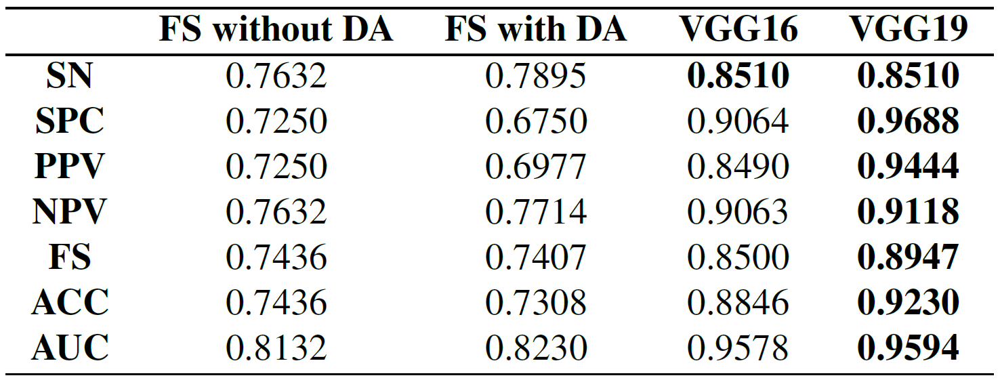 FS without DA FS with DA VGG16 VGG19
SN 0.7632 0.7895 0.8510 0.8510
SPC 0.7250 0.6750 0.9064 0.9688
PPV 0.7250 0.6977 0.8490 0.9444
NPV 0.7632 0.7714 0.9063 0.9118
FS 0.7436 0.7407 0.8500 0.8947
ACC 0.7436 0.7308 0.8846 0.9230
AUC 0.8132 0.8230 0.9578 0.9594